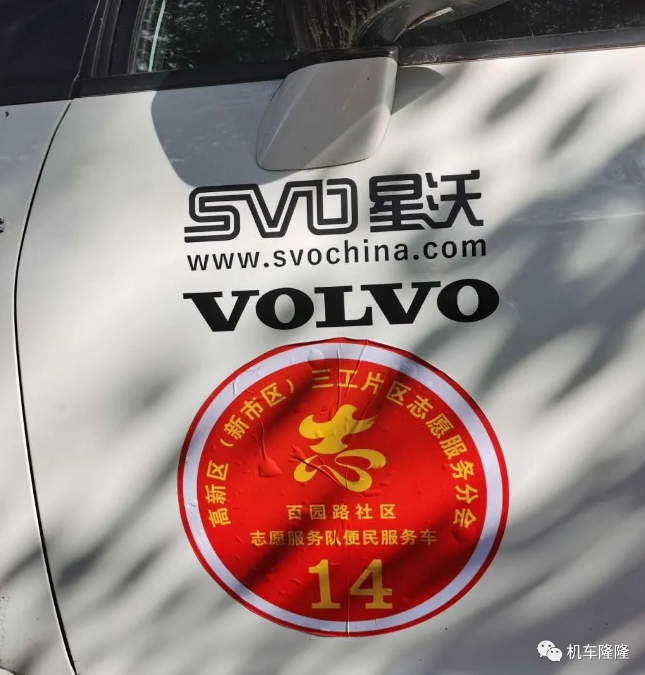 SVO 星沃
www.svochina.com
VOLVO
高新区（新市区）三工片区志愿服务分会
百园路社区
志愿服务队便民服务车
14
机车隆隆